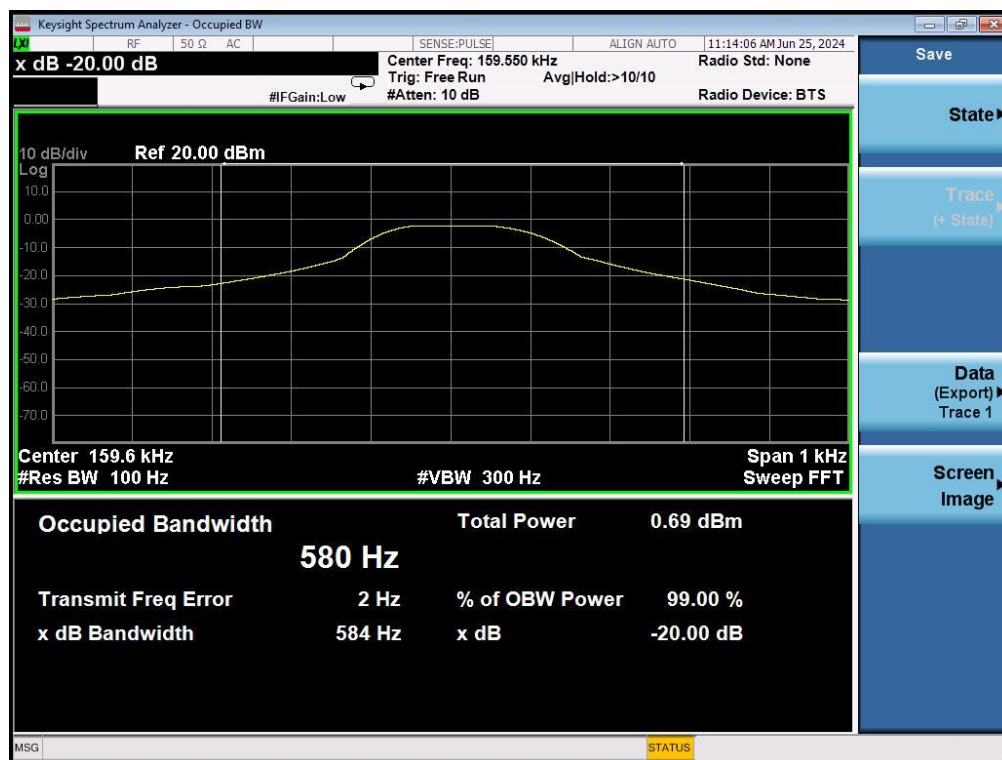 Keysight Spectrum Analyzer - Occupied BW
LXI RF 50 Ω AC SENSE:PULSE ALIGN AUTO 11:14:06 AM Jun 25, 2024
x dB -20.00 dB
Center Freq: 159.550 kHz Radio Std: None
Trig: Free Run Avg|Hold:>10/10
#IFGain:Low #Atten: 10 dB Radio Device: BTS
10 dB/div Ref 20.00 dBm
Log
10.0
0.00
-10.0
-20.0
-30.0
-40.0
-50.0
-60.0
-70.0
Center 159.6 kHz Span 1 kHz
#Res BW 100 Hz #VBW 300 Hz Sweep FFT
Occupied Bandwidth Total Power 0.69 dBm
580 Hz
Transmit Freq Error 2 Hz % of OBW Power 99.00 %
x dB Bandwidth 584 Hz x dB -20.00 dB
MSG STATUS
Save
State
Trace
(+ State)
Data
(Export)
Trace 1
Screen
Image